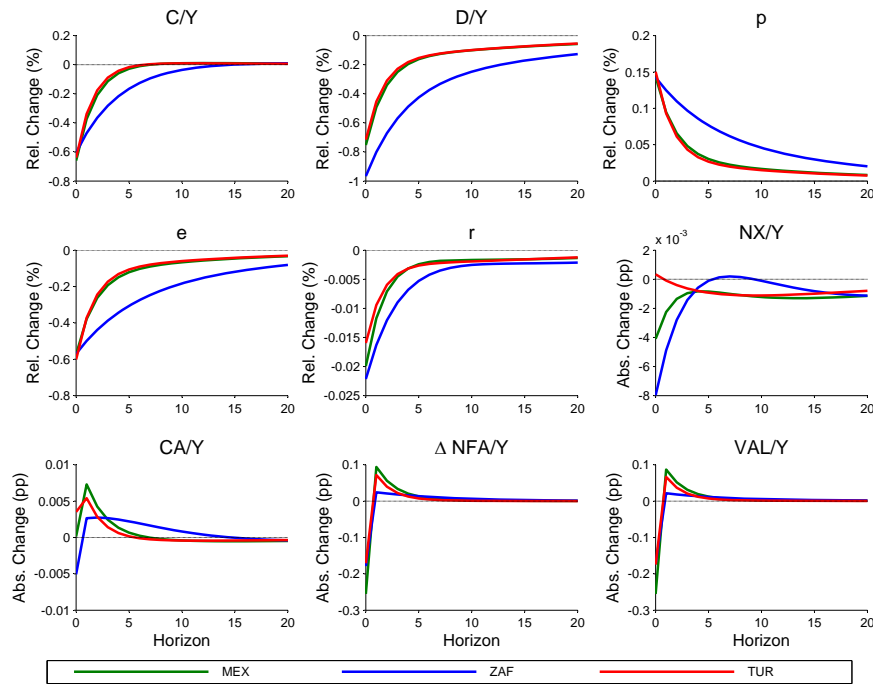 C/Y
D/Y
p
Rel. Change (%)
0.2
0
-0.2
-0.4
-0.6
-0.8
0 5 10 15 20
Rel. Change (%)
0
-0.2
-0.4
-0.6
-0.8
-1
0 5 10 15 20
Rel. Change (%)
0.2
0.15
0.1
0.05
0
0 5 10 15 20
e
r
NX/Y
Rel. Change (%)
0
-0.2
-0.4
-0.6
-0.8
0 5 10 15 20
Rel. Change (%)
0
-0.005
-0.01
-0.015
-0.02
-0.025
0 5 10 15 20
Abs. Change (pp)
x 10-3
2
0
-2
-4
-6
-8
0 5 10 15 20
CA/Y
Δ NFA/Y
VAL/Y
Abs. Change (pp)
0.01
0.005
0
-0.005
-0.01
0 5 10 15 20
Horizon
Abs. Change (pp)
0.1
0
-0.1
-0.2
-0.3
0 5 10 15 20
Horizon
Abs. Change (pp)
0.1
0
-0.1
-0.2
-0.3
0 5 10 15 20
Horizon
MEX ZAF TUR